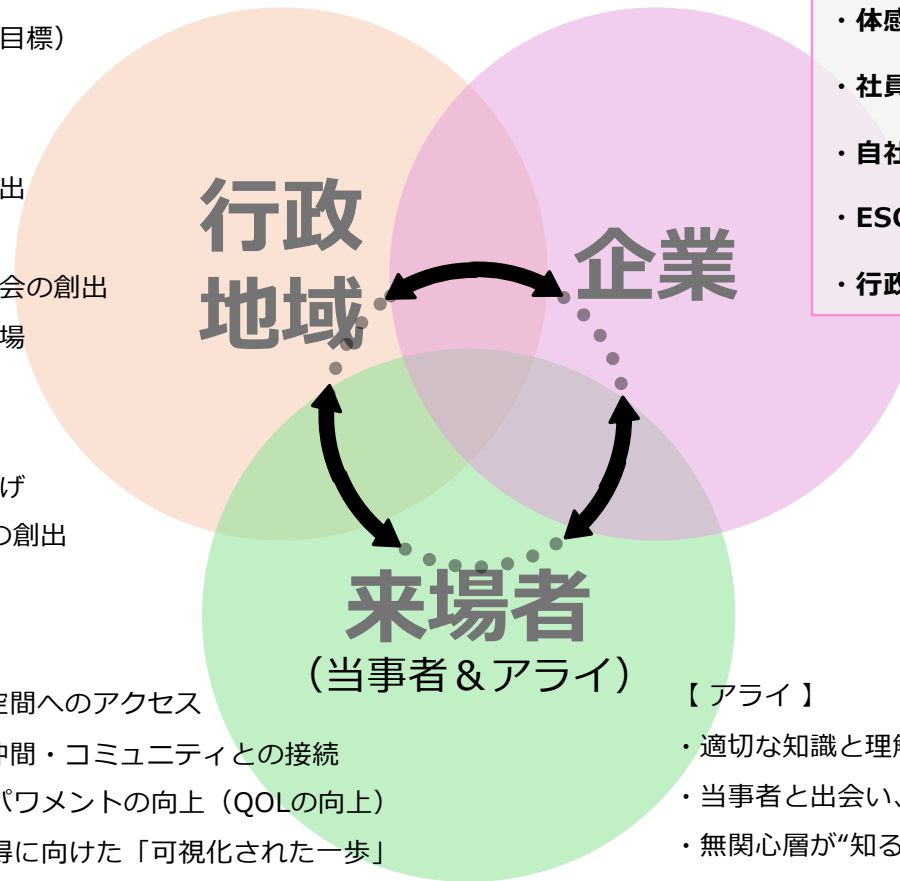 目標）
出
会の創出
場
げ
の創出
行政
地域
企業
・体感
・社員
・自社
・ESG
・行政
来場者
（当事者＆アライ）
空間へのアクセス
仲間・コミュニティとの接続
パワメントの向上（QOLの向上）
得に向けた「可視化された一歩」
【 アライ 】
・適切な知識と理解
・当事者と出会い、
・無関心層が“知る